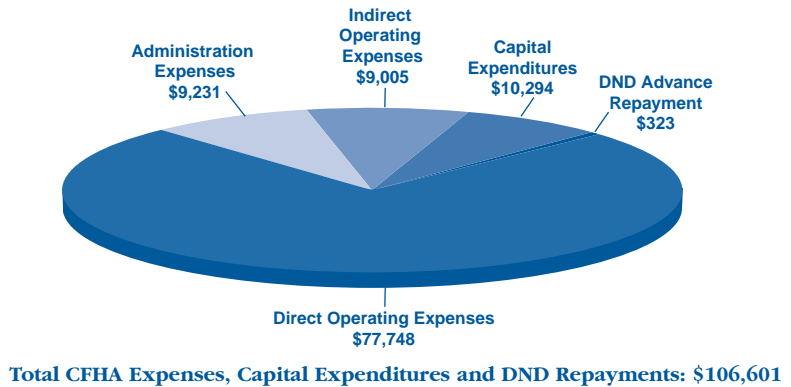 Indirect
Operating
Expenses
$9,005
Administration
Expenses
$9,231
Capital
Expenditures
$10,294
DND Advance
Repayment
$323
Direct Operating Expenses
$77,748
Total CFHA Expenses, Capital Expenditures and DND Repayments: $106,601